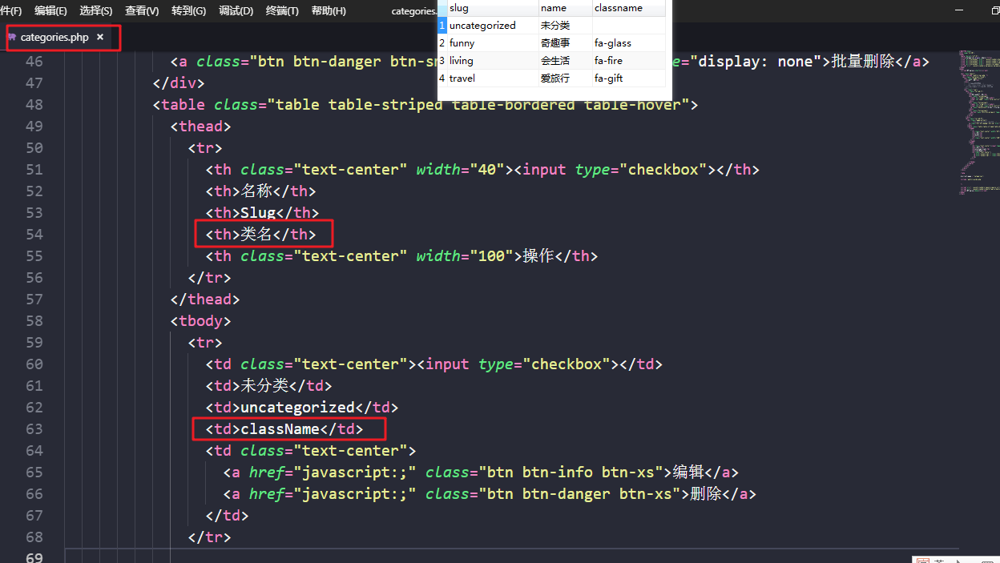 件(F) 编辑(E) 选择(S) 查看(V) 转到(G) 调试(D) 终端(T) 帮助(H) categories.
slug name classname
1 uncategorized 未分类
2 funny 奇趣事 fa-glass
3 living 会生活 fa-fire
4 travel 爱旅行 fa-gift
categories.php ×
46 <a class="btn btn-danger btn-sm e="display: none">批量删除</a>
47 </div>
48 <table class="table table-striped table-bordered table-hover">
49 <thead>
50 <tr>
51 <th class="text-center" width="40"><input type="checkbox"></th>
52 <th>名称</th>
53 <th>Slug</th>
54 <th>类名</th>
55 <th class="text-center" width="100">操作</th>
56 </tr>
57 </thead>
58 <tbody>
59 <tr>
60 <td class="text-center"><input type="checkbox"></td>
61 <td>未分类</td>
62 <td>uncategorized</td>
63 <td>className</td>
64 <td class="text-center">
65 <a href="javascript:;" class="btn btn-info btn-xs">编辑</a>
66 <a href="javascript:;" class="btn btn-danger btn-xs">删除</a>
67 </td>
68 </tr>
69